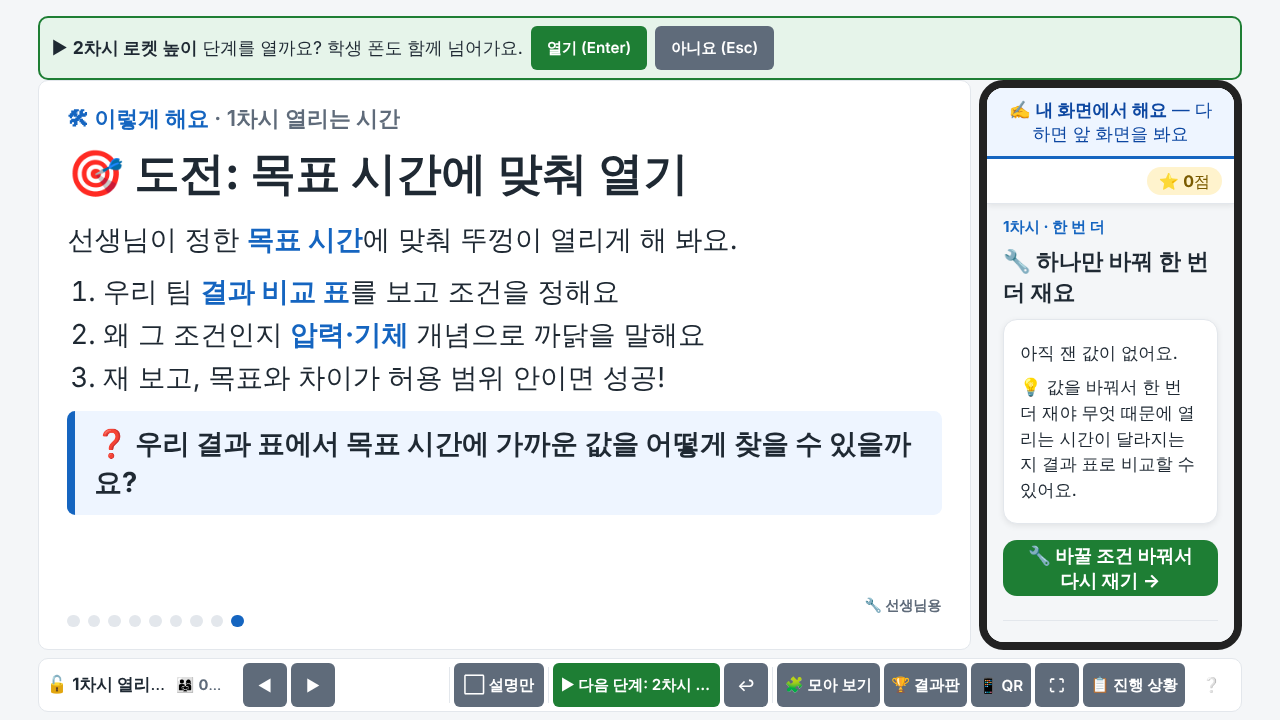 ▶ 2차시 로켓 높이 단계를 열까요? 학생 폰도 함께 넘어가요. 열기 (Enter) 아니요 (Esc)
🛠 이렇게 해요 · 1차시 열리는 시간
🎯 도전: 목표 시간에 맞춰 열기
선생님이 정한 목표 시간에 맞춰 뚜껑이 열리게 해 봐요.
1. 우리 팀 결과 비교 표를 보고 조건을 정해요
2. 왜 그 조건인지 압력·기체 개념으로 까닭을 말해요
3. 재 보고, 목표와 차이가 허용 범위 안이면 성공!
❓ 우리 결과 표에서 목표 시간에 가까운 값을 어떻게 찾을 수 있을까
요?
🔧 선생님용
✍ 내 화면에서 해요 — 다
하면 앞 화면을 봐요
⭐ 0점
1차시 · 한 번 더
🔧 하나만 바꿔 한 번
더 재요
아직 잰 값이 없어요.
💡 값을 바꿔서 한 번
더 재야 무엇 때문에 열
리는 시간이 달라지는
지 결과 표로 비교할 수
있어요.
🔧 바꿀 조건 바꿔서
다시 재기 →
🔓 1차시 열리... 👨‍👩‍👧 0... ◀ ▶ ⬜ 설명만 ▶ 다음 단계: 2차시 ... ↩ 🧩 모아 보기 🏆 결과판 📱 QR ⛶ 📋 진행 상황 ❔